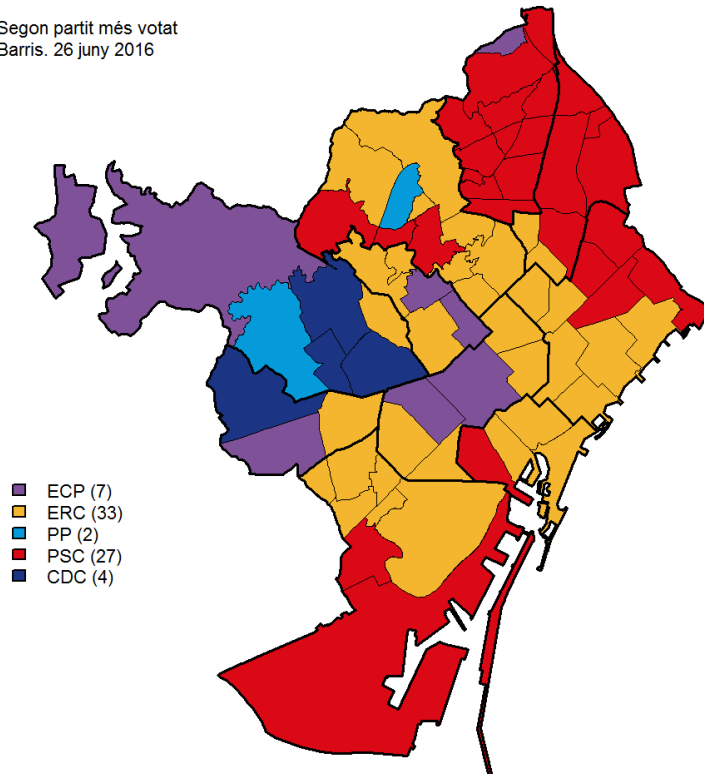 Segon partit més votat
Barris. 26 juny 2016
ECP (7)
ERC (33)
PP (2)
PSC (27)
CDC (4)